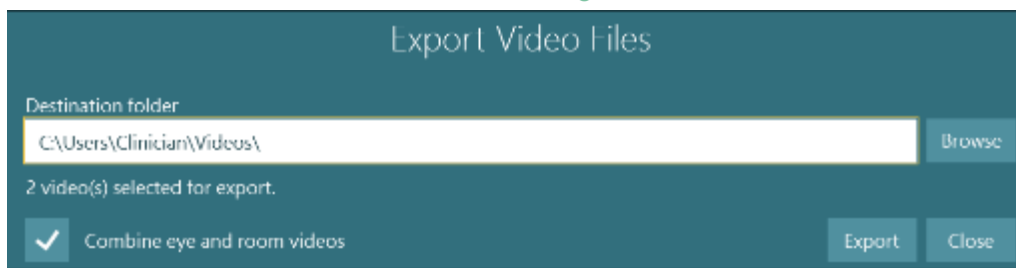 Export Video Files
Destination folder
C:\Users\Clinician\Videos\
Browse
2 video(s) selected for export.
Combine eye and room videos
Export
Close